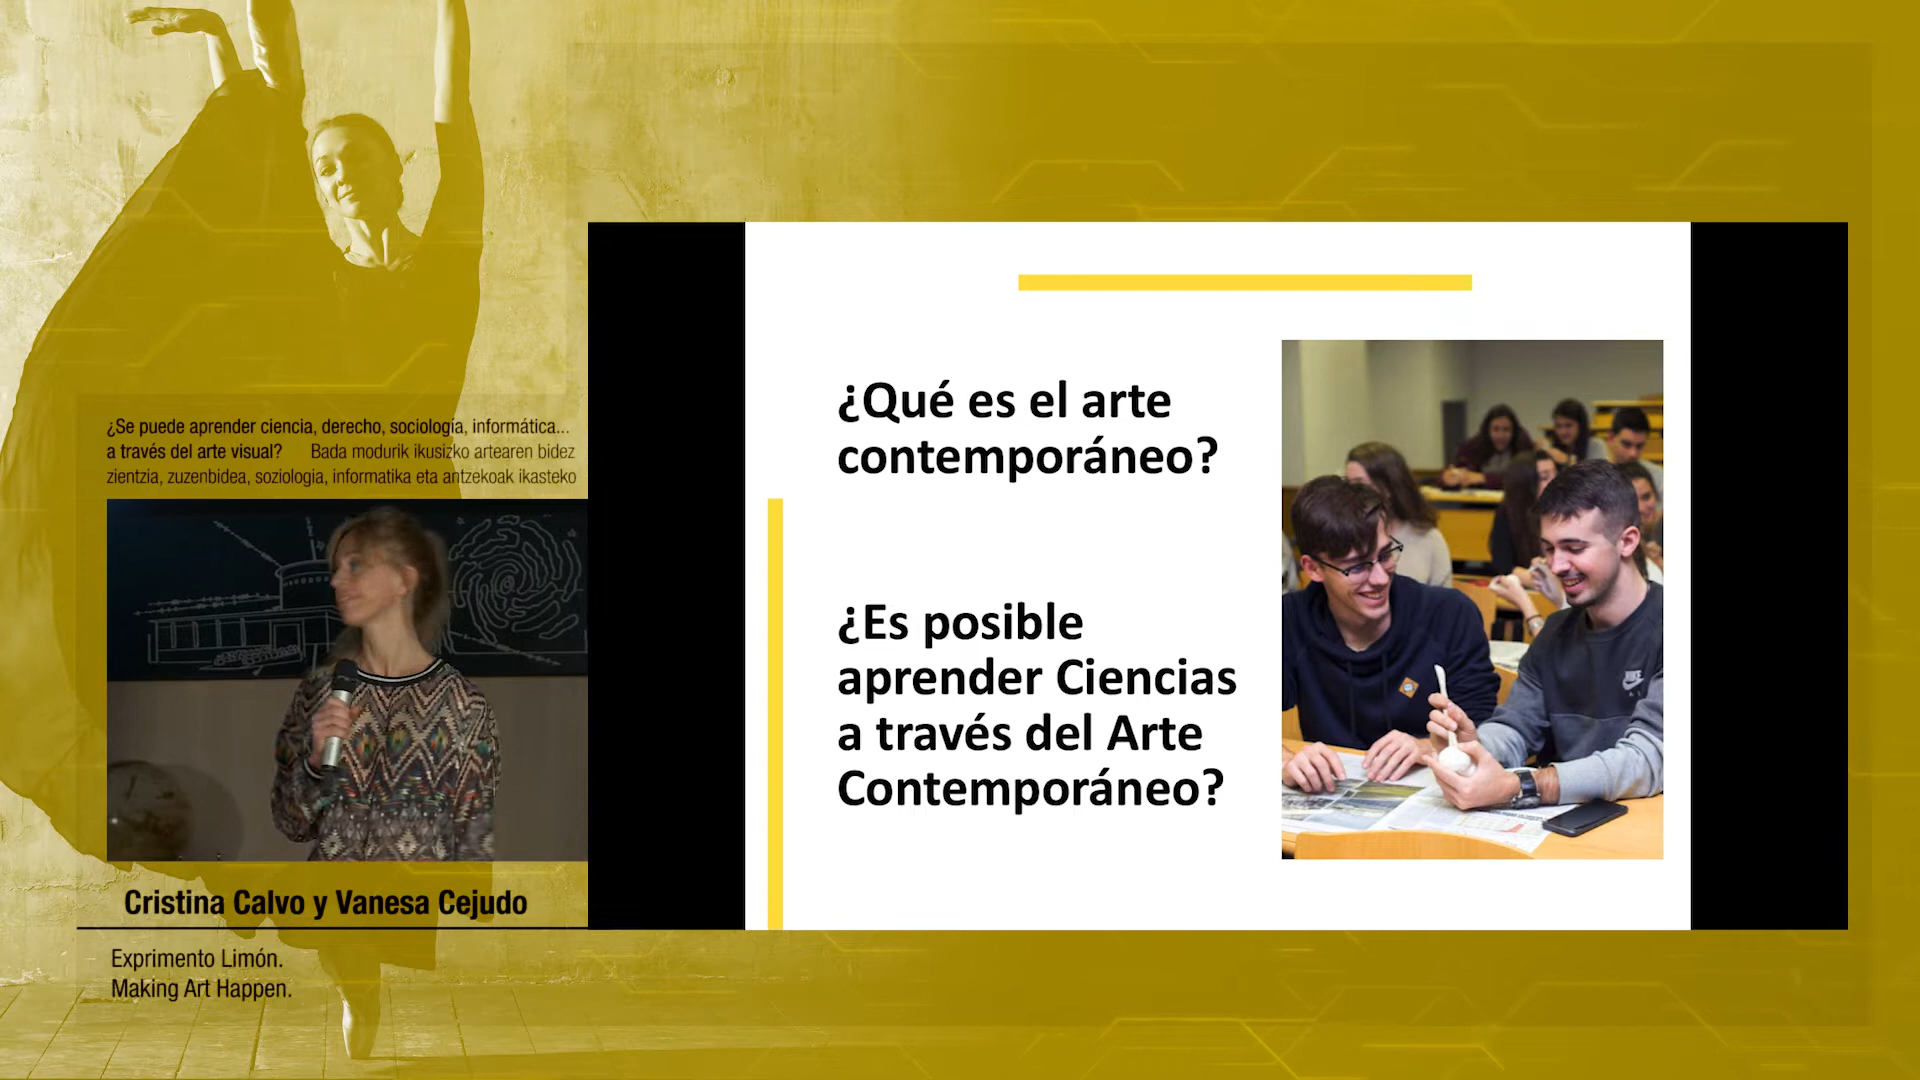 ¿Se puede aprender ciencia, derecho, sociología, informática...
a través del arte visual? Bada modurik ikusizko artearen bidez
zientzia, zuzenbidea, soziologia, informatika eta antzekoak ikasteko
Cristina Calvo y Vanesa Cejudo
Exprimento Limón.
Making Art Happen.
¿Qué es el arte
contemporáneo?
¿Es posible
aprender Ciencias
a través del Arte
Contemporáneo?
NIKE